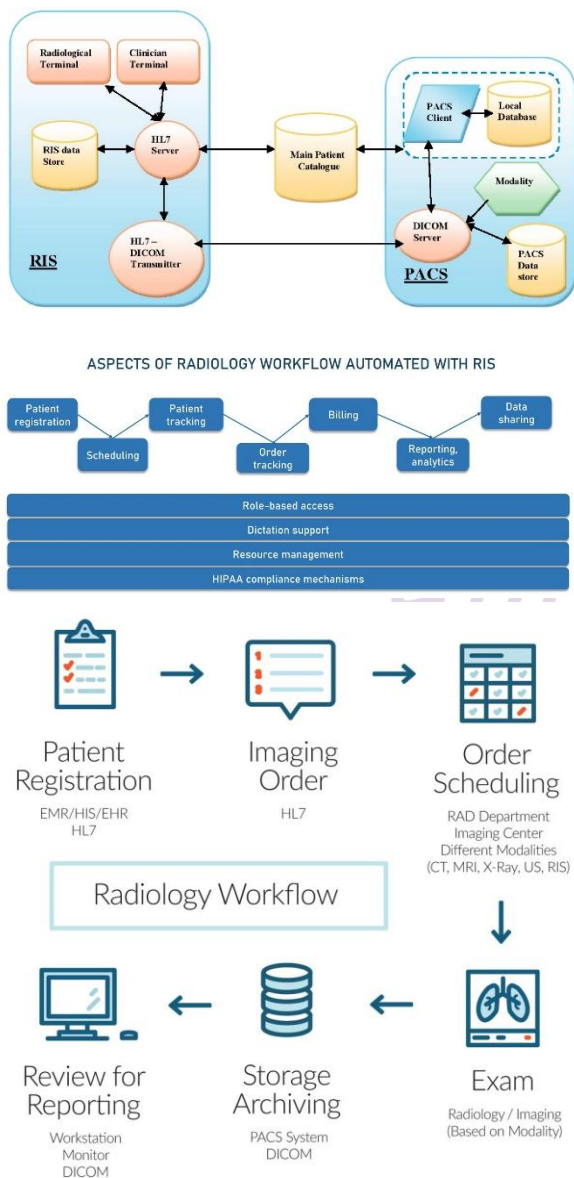 Radiological
Terminal
Clinician
Terminal
RIS data
Store
HL7
Server
Main Patient
Catalogue
PACS
Client
Local
Database
Modality
DICOM
Server
HL7 –
DICOM
Transmitter
RIS
PACS
PACS
Data
store
ASPECTS OF RADIOLOGY WORKFLOW AUTOMATED WITH RIS
Patient
registration
Scheduling
Patient
tracking
Order
tracking
Billing
Reporting,
analytics
Data
sharing
Role-based access
Dictation support
Resource management
HIPAA compliance mechanisms
1
2
3
Patient
Registration
EMR/HIS/EHR
HL7
Imaging
Order
HL7
Order
Scheduling
RAD Department
Imaging Center
Different Modalities
(CT, MRI, X-Ray, US, RIS)
Radiology Workflow
Review for
Reporting
Workstation
Monitor
DICOM
Storage
Archiving
PACS System
DICOM
Exam
Radiology / Imaging
(Based on Modality)